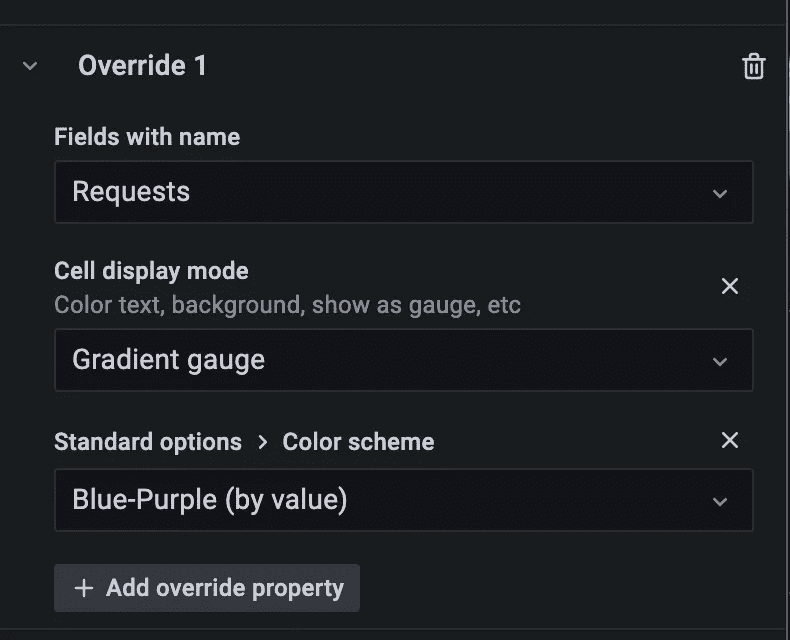 Override 1
Fields with name
Requests
Cell display mode
Color text, background, show as gauge, etc
Gradient gauge
Standard options > Color scheme
Blue-Purple (by value)
+ Add override property